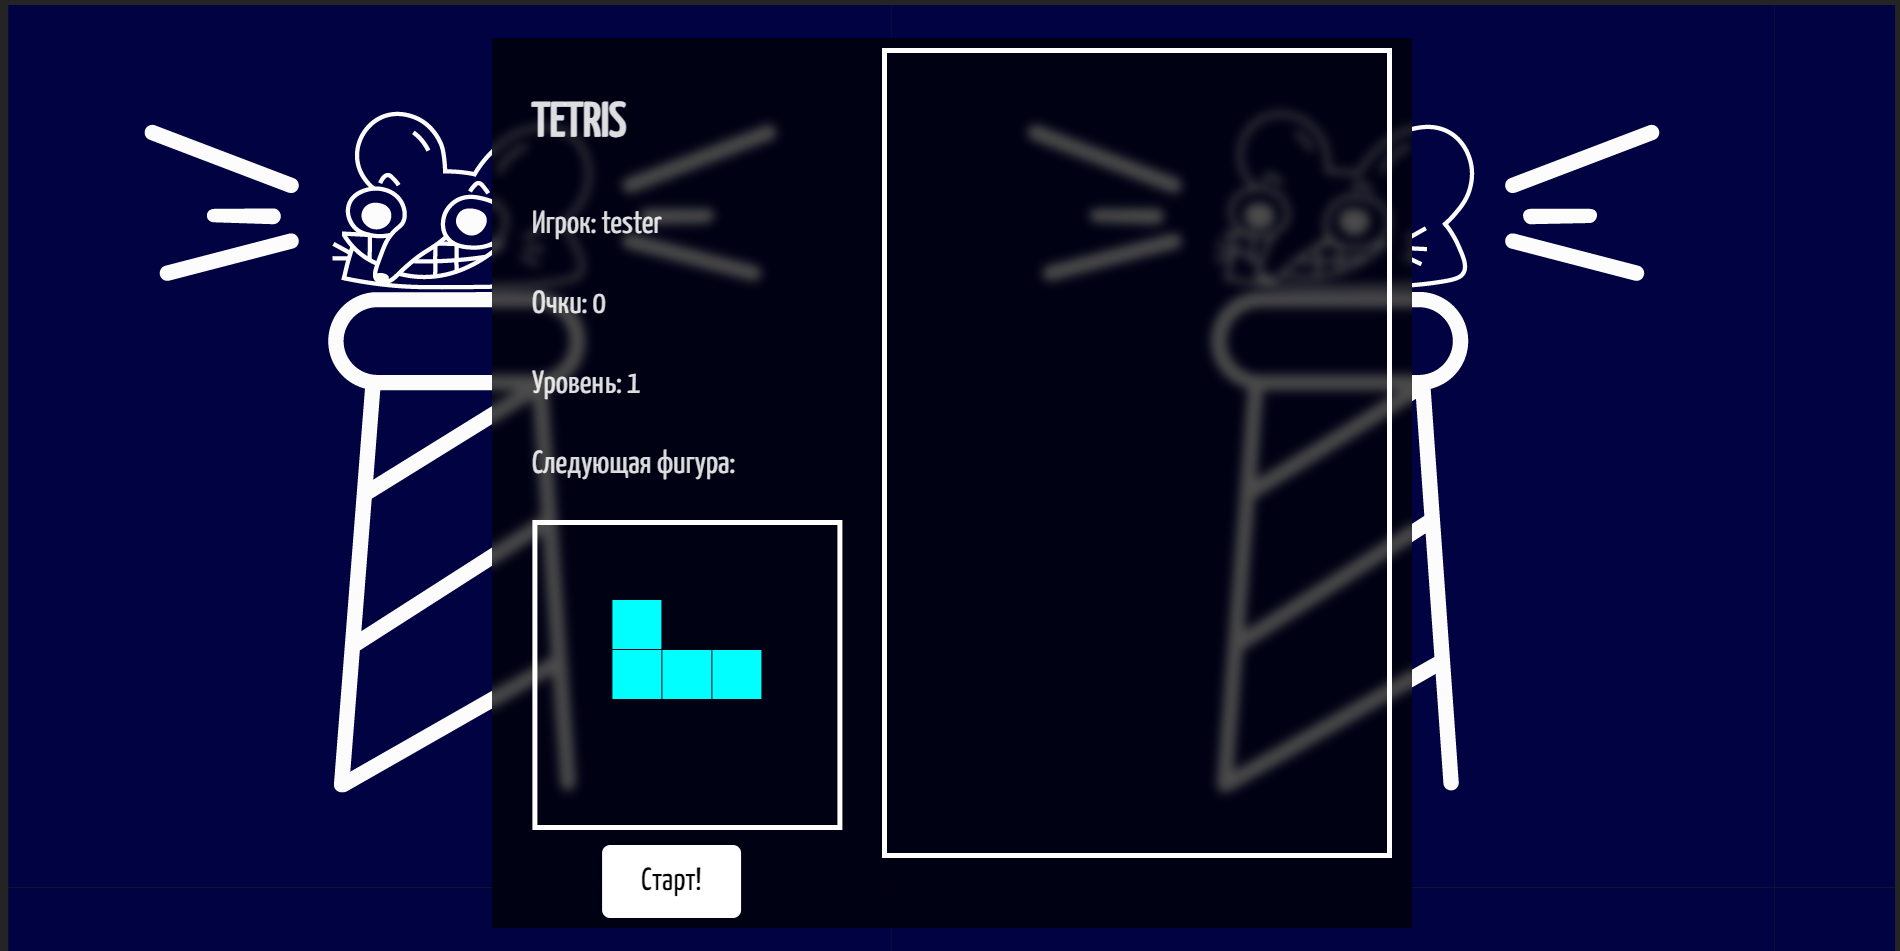 TETRIS
Игрок: tester
Очки: 0
Уровень: 1
Следующая фигура:
Старт!